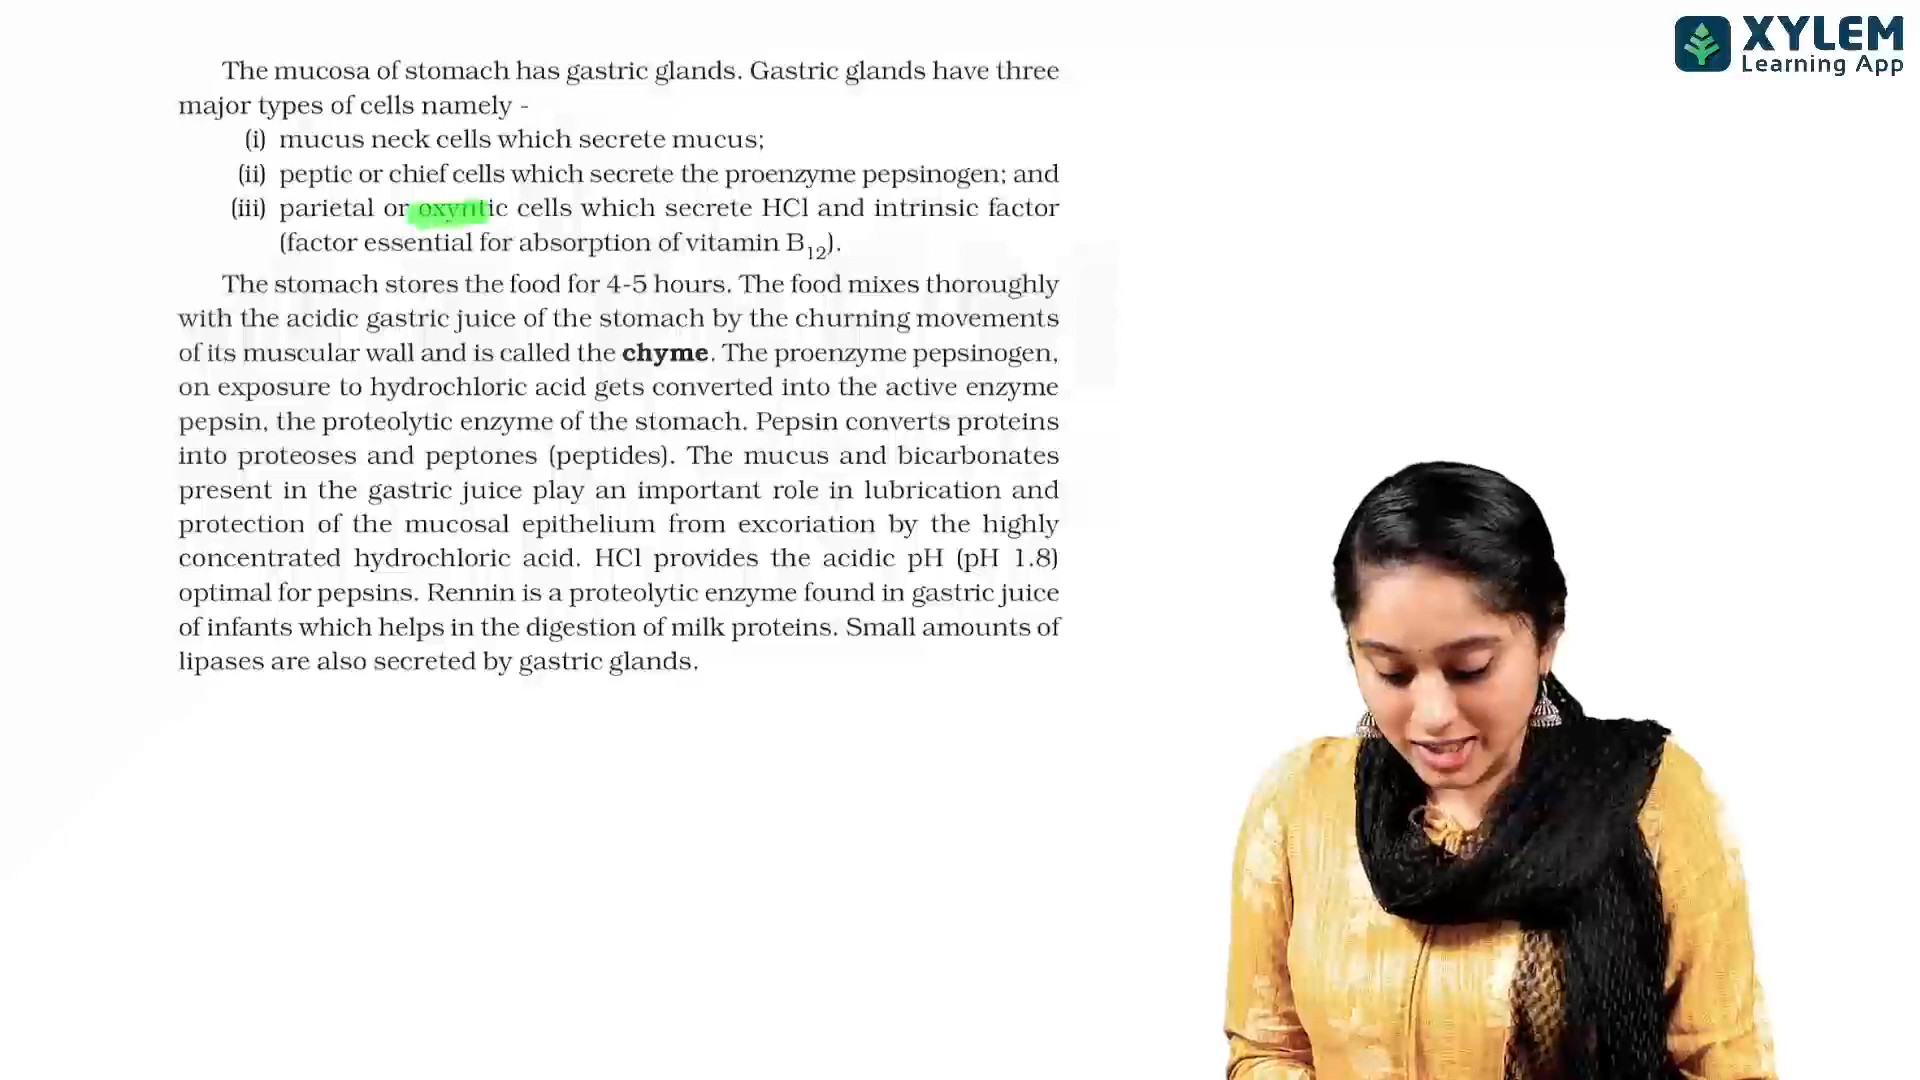 XYLEM
Learning App
The mucosa of stomach has gastric glands. Gastric glands have three
major types of cells namely -
(i) mucus neck cells which secrete mucus;
(ii) peptic or chief cells which secrete the proenzyme pepsinogen; and
(iii) parietal or oxyntic cells which secrete HCl and intrinsic factor
(factor essential for absorption of vitamin B₁₂).
The stomach stores the food for 4-5 hours. The food mixes thoroughly
with the acidic gastric juice of the stomach by the churning movements
of its muscular wall and is called the chyme. The proenzyme pepsinogen,
on exposure to hydrochloric acid gets converted into the active enzyme
pepsin, the proteolytic enzyme of the stomach. Pepsin converts proteins
into proteoses and peptones (peptides). The mucus and bicarbonates
present in the gastric juice play an important role in lubrication and
protection of the mucosal epithelium from excoriation by the highly
concentrated hydrochloric acid. HCl provides the acidic pH (pH 1.8)
optimal for pepsins. Rennin is a proteolytic enzyme found in gastric juice
of infants which helps in the digestion of milk proteins. Small amounts of
lipases are also secreted by gastric glands.